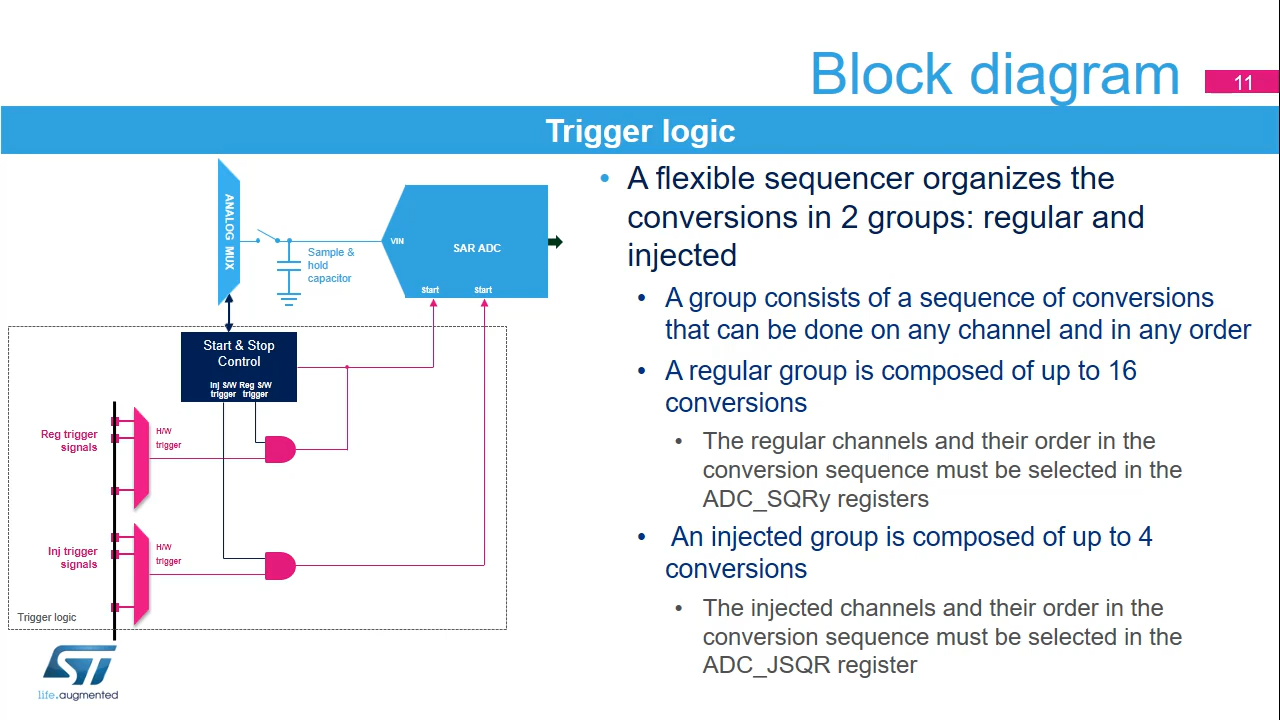 Block diagram
11
Trigger logic
ANALOG MUX
Sample &
hold
capacitor
VIN
SAR ADC
Start
Start
Start & Stop
Control
Inj S/W Reg S/W
trigger trigger
Reg trigger
signals
H/W
trigger
Inj trigger
signals
H/W
trigger
Trigger logic
ST
life.augmented
• A flexible sequencer organizes the
conversions in 2 groups: regular and
injected
• A group consists of a sequence of conversions
that can be done on any channel and in any order
• A regular group is composed of up to 16
conversions
• The regular channels and their order in the
conversion sequence must be selected in the
ADC_SQRy registers
• An injected group is composed of up to 4
conversions
• The injected channels and their order in the
conversion sequence must be selected in the
ADC_JSQR register